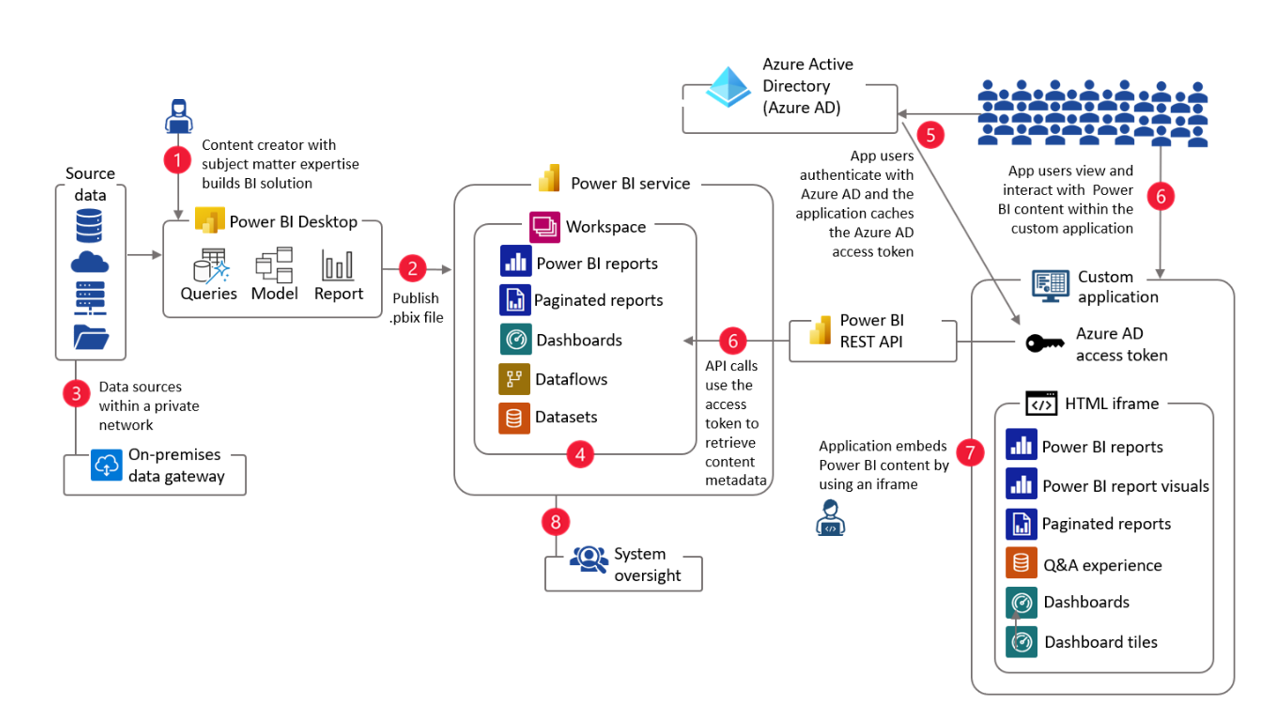 Azure Active
Directory
(Azure AD)
1
Content creator with
subject matter expertise
builds BI solution
Source
data
Power BI Desktop
Queries
Model
Report
2
Publish
.pbix file
3
Data sources
within a private
network
On-premises
data gateway
Power BI service
Workspace
Power BI reports
Paginated reports
Dashboards
Dataflows
Datasets
4
8
System
oversight
5
App users
authenticate with
Azure AD and the
application caches
the Azure AD
access token
App users view and
interact with Power
BI content within the
custom application
6
Power BI
REST API
6
API calls
use the
access
token to
retrieve
content
metadata
Custom
application
Azure AD
access token
Application embeds
Power BI content by
using an iframe
7
HTML iframe
Power BI reports
Power BI report visuals
Paginated reports
Q&A experience
Dashboards
Dashboard tiles